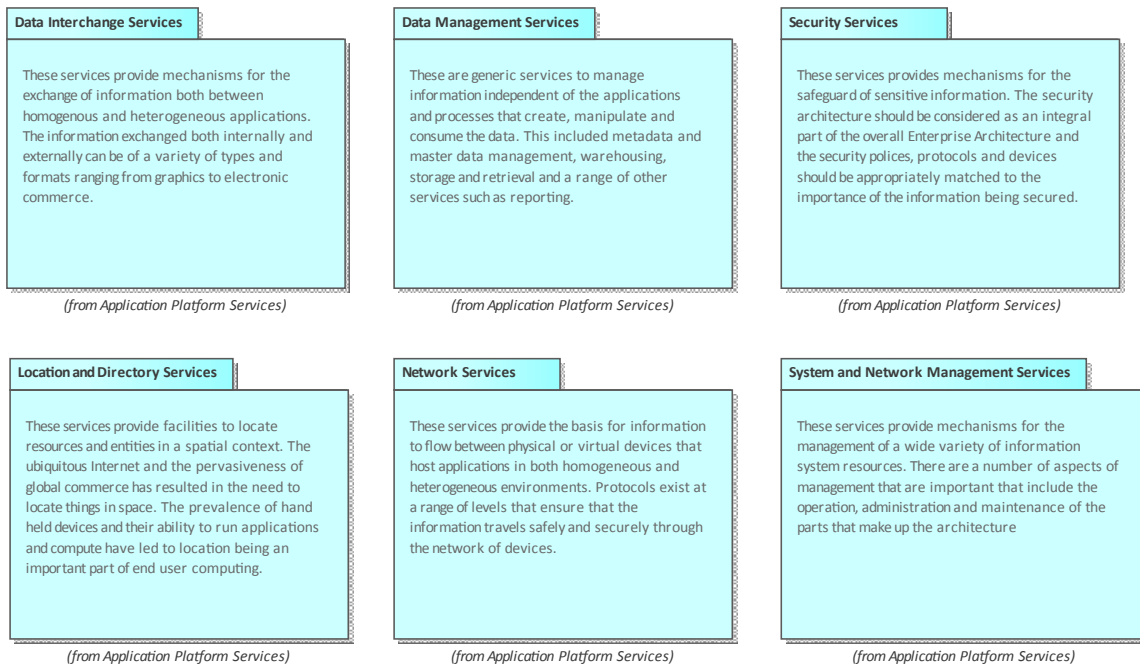 Data Interchange Services
These services provide mechanisms for the
exchange of information both between
homogenous and heterogeneous applications.
The information exchanged both internally and
externally can be of a variety of types and
formats ranging from graphics to electronic
commerce.
(from Application Platform Services)
Data Management Services
These are generic services to manage
information independent of the applications
and processes that create, manipulate and
consume the data. This included metadata and
master data management, warehousing,
storage and retrieval and a range of other
services such as reporting.
(from Application Platform Services)
Security Services
These services provides mechanisms for the
safeguard of sensitive information. The security
architecture should be considered as an integral
part of the overall Enterprise Architecture and
the security polices, protocols and devices
should be appropriately matched to the
importance of the information being secured.
(from Application Platform Services)
Location and Directory Services
These services provide facilities to locate
resources and entities in a spatial context. The
ubiquitous Internet and the pervasiveness of
global commerce has resulted in the need to
locate things in space. The prevalence of hand
held devices and their ability to run applications
and compute have led to location being an
important part of end user computing.
(from Application Platform Services)
Network Services
These services provide the basis for information
to flow between physical or virtual devices that
host applications in both homogeneous and
heterogeneous environments. Protocols exist at
a range of levels that ensure that the
information travels safely and securely through
the network of devices.
(from Application Platform Services)
System and Network Management Services
These services provide mechanisms for the
management of a wide variety of information
system resources. There are a number of aspects of
management that are important that include the
operation, administration and maintenance of the
parts that make up the architecture
(from Application Platform Services)